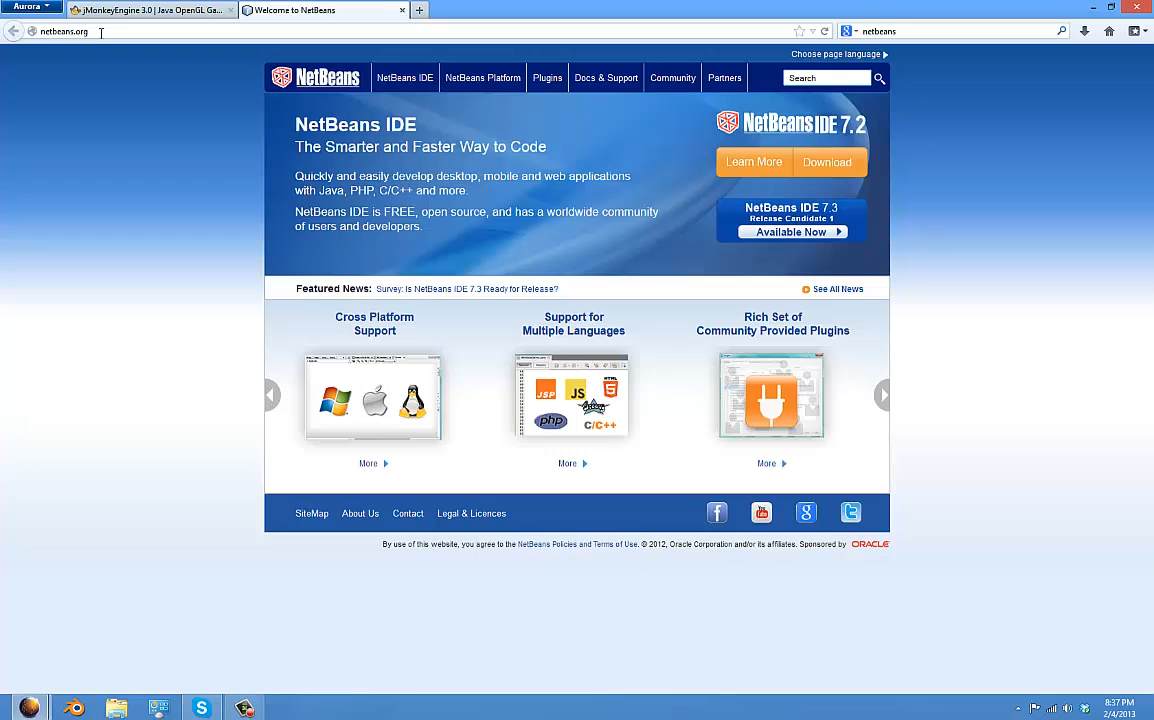 Aurora
jMonkeyEngine 3.0 | Java OpenGL Ga...
Welcome to NetBeans
netbeans.org
netbeans
Choose page language
NetBeans
NetBeans IDE
NetBeans Platform
Plugins
Docs & Support
Community
Partners
Search
NetBeans IDE
The Smarter and Faster Way to Code
Quickly and easily develop desktop, mobile and web applications
with Java, PHP, C/C++ and more.
NetBeans IDE is FREE, open source, and has a worldwide community
of users and developers.
NetBeans IDE 7.2
Learn More
Download
NetBeans IDE 7.3
Release Candidate 1
Available Now
Featured News:
Survey: Is NetBeans IDE 7.3 Ready for Release?
See All News
Cross Platform
Support
Support for
Multiple Languages
Rich Set of
Community Provided Plugins
JSP
JS
HTML
5
php
Groovy
C/C++
More
More
More
SiteMap
About Us
Contact
Legal & Licences
By use of this website, you agree to the NetBeans Policies and Terms of Use. © 2012, Oracle Corporation and/or its affiliates. Sponsored by ORACLE
8:37 PM
2/4/2013